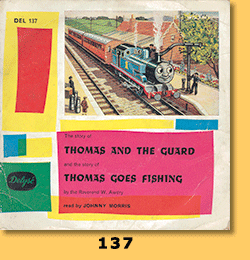 DEL 137
The story of
THOMAS AND THE GUARD
and the story of
THOMAS GOES FISHING
by the Reverend W. Awdry
read by JOHNNY MORRIS
Delysé
137